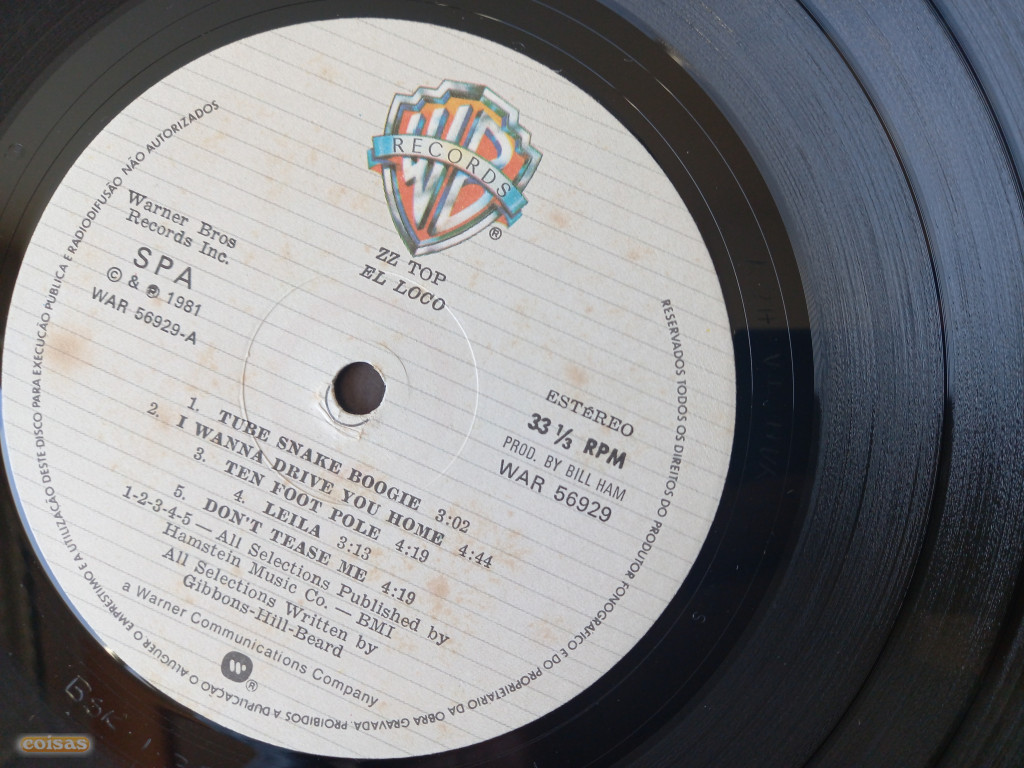 WB
RECORDS
®
ZZ TOP
EL LOCO
Warner Bros
Records Inc.
SPA
© & ℗ 1981
WAR 56929-A
ESTÉREO
33 ⅓ RPM
PROD. BY BILL HAM
WAR 56929
1. TUBE SNAKE BOOGIE 3:02
2. I WANNA DRIVE YOU HOME 4:44
3. TEN FOOT POLE 4:19
4. LEILA 3:13
5. DON'T TEASE ME 4:19
1-2-3-4-5 — All Selections Published by
Hamstein Music Co. — BMI
All Selections Written by
Gibbons-Hill-Beard
a Warner Communications Company
®
RESERVADOS TODOS OS DIREITOS DO PRODUTOR FONOGRÁFICO E DO PROPRIETÁRIO DA OBRA GRAVADA: PROIBIDOS A DUPLICAÇÃO O ALUGUER O EMPRÉSTIMO E A UTILIZAÇÃO DESTE DISCO PARA EXECUÇÃO PÚBLICA E RADIODIFUSÃO NÃO AUTORIZADOS
coisas